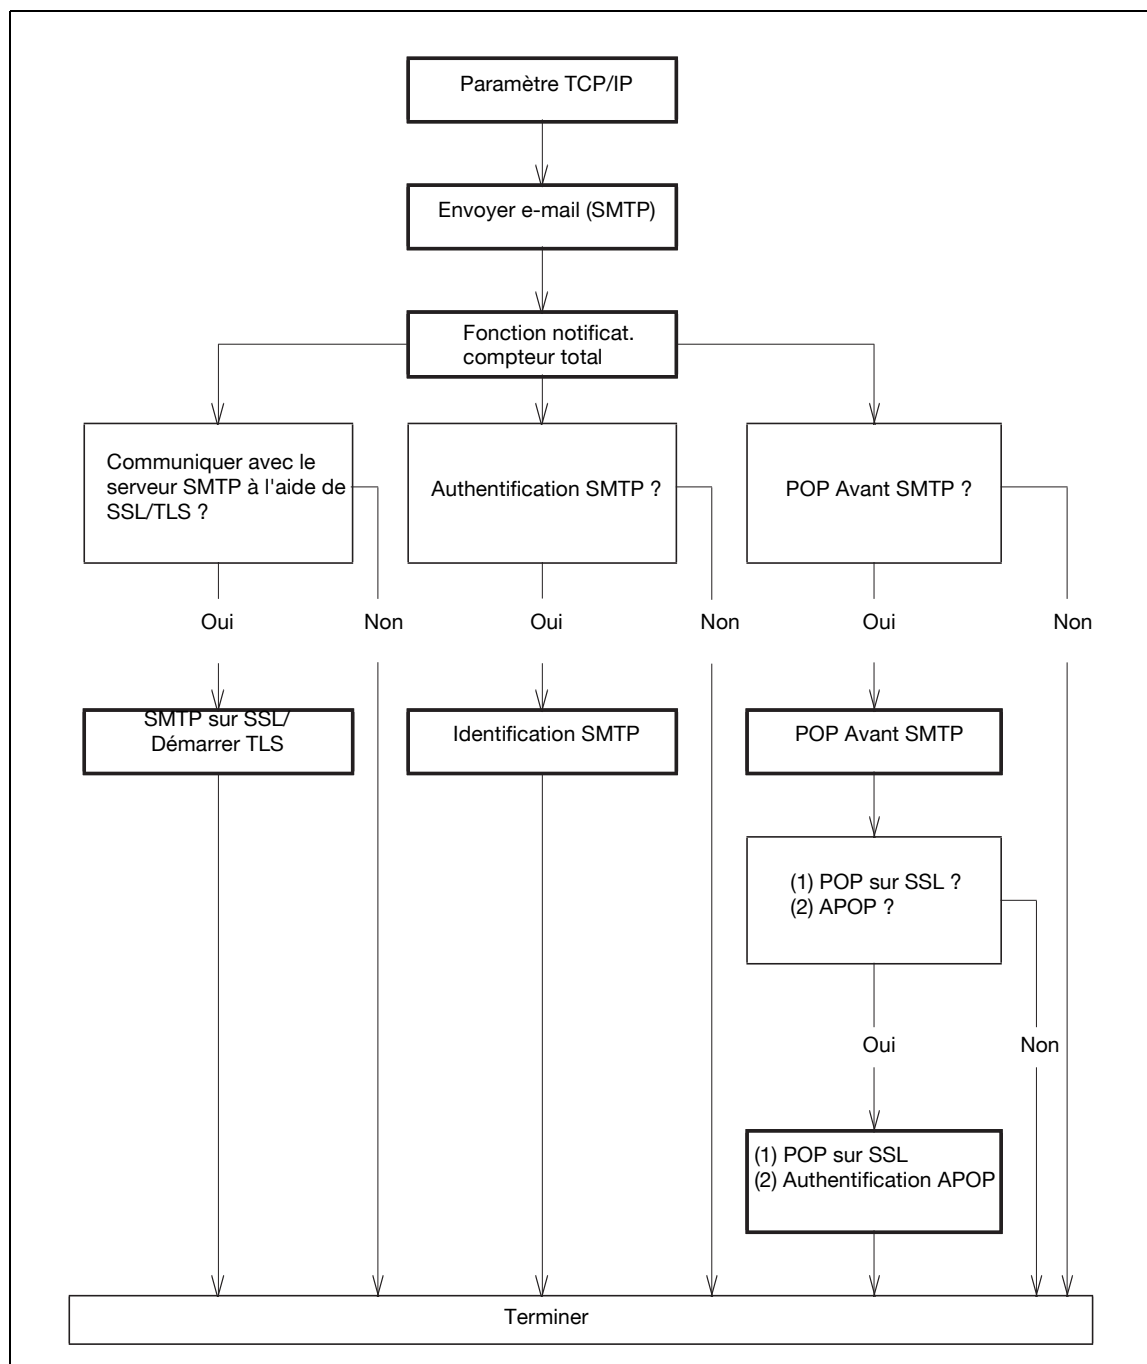 Paramètre TCP/IP
Envoyer e-mail (SMTP)
Fonction notificat.
compteur total
Communiquer avec le
serveur SMTP à l'aide de
SSL/TLS ?
Authentification SMTP ?
POP Avant SMTP ?
Oui
Non
Oui
Non
Oui
Non
SMTP sur SSL/
Démarrer TLS
Identification SMTP
POP Avant SMTP
(1) POP sur SSL ?
(2) APOP ?
Oui
Non
(1) POP sur SSL
(2) Authentification APOP
Terminer